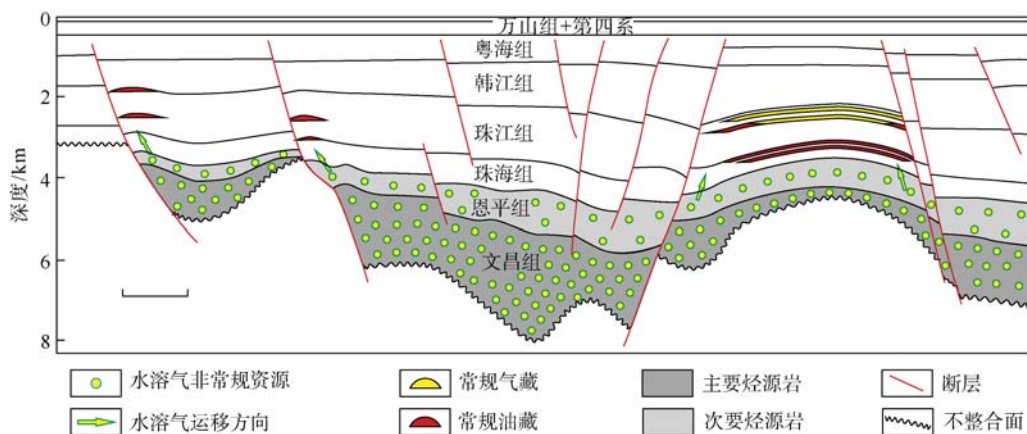 0
2
4
6
8
深度/km
万山组+第四系
粤海组
韩江组
珠江组
珠海组
恩平组
文昌组
水溶气非常规资源
常规气藏
主要烃源岩
断层
水溶气运移方向
常规油藏
次要烃源岩
不整合面